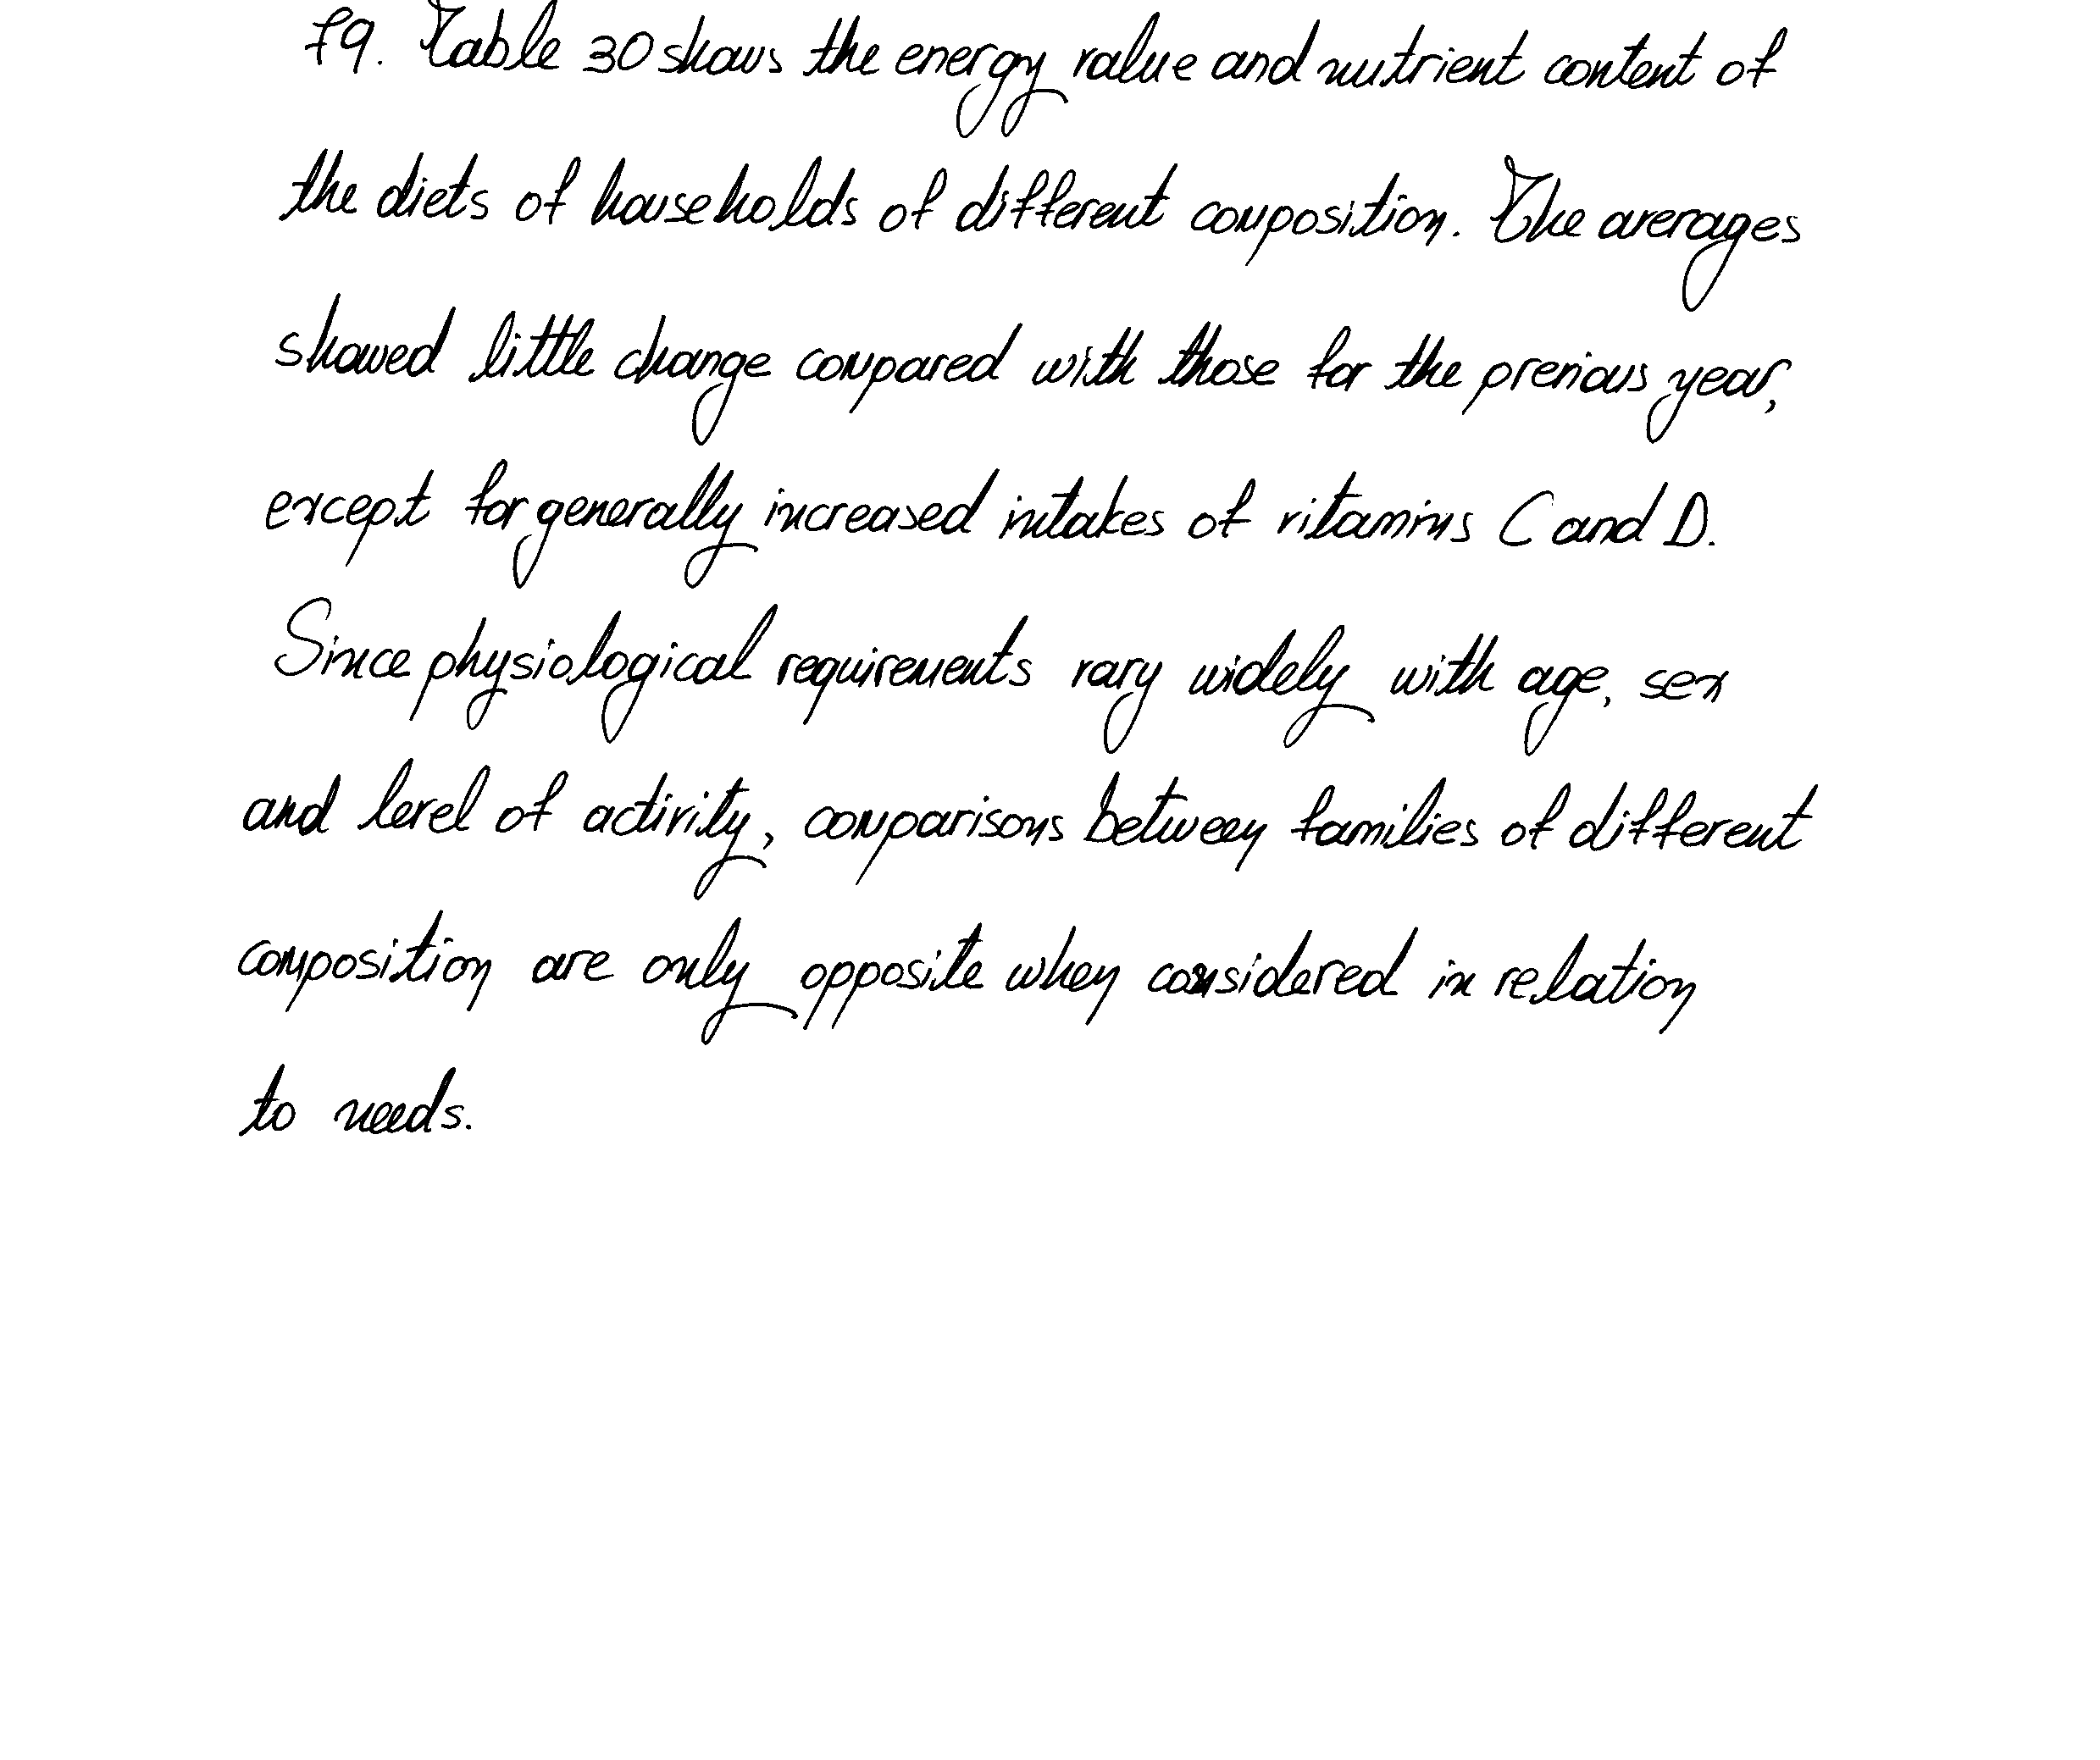 79. Table 30 shows the energy value and nutrient content of
the diets of households of different composition. The averages
showed little change compared with those for the previous year,
except for generally increased intakes of vitamins C and D.
Since physiological requirements vary widely with age, sex
and level of activity, comparisons between families of different
composition are only opposite when considered in relation
to needs.